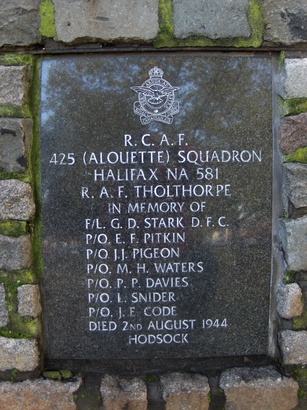 R.C.A.F.
425 (ALOUETTE) SQUADRON
HALIFAX NA 581
R.A.F. THOLTHORPE
IN MEMORY OF
F/L. G. D. STARK D.F.C.
P/O. E. F. PITKIN
P/O. J.J. PIGEON
P/O. M. H. WATERS
P/O. P. P. DAVIES
P/O. L. SNIDER
P/O. J. E. CODE
DIED 2ND AUGUST 1944
HODSOCK